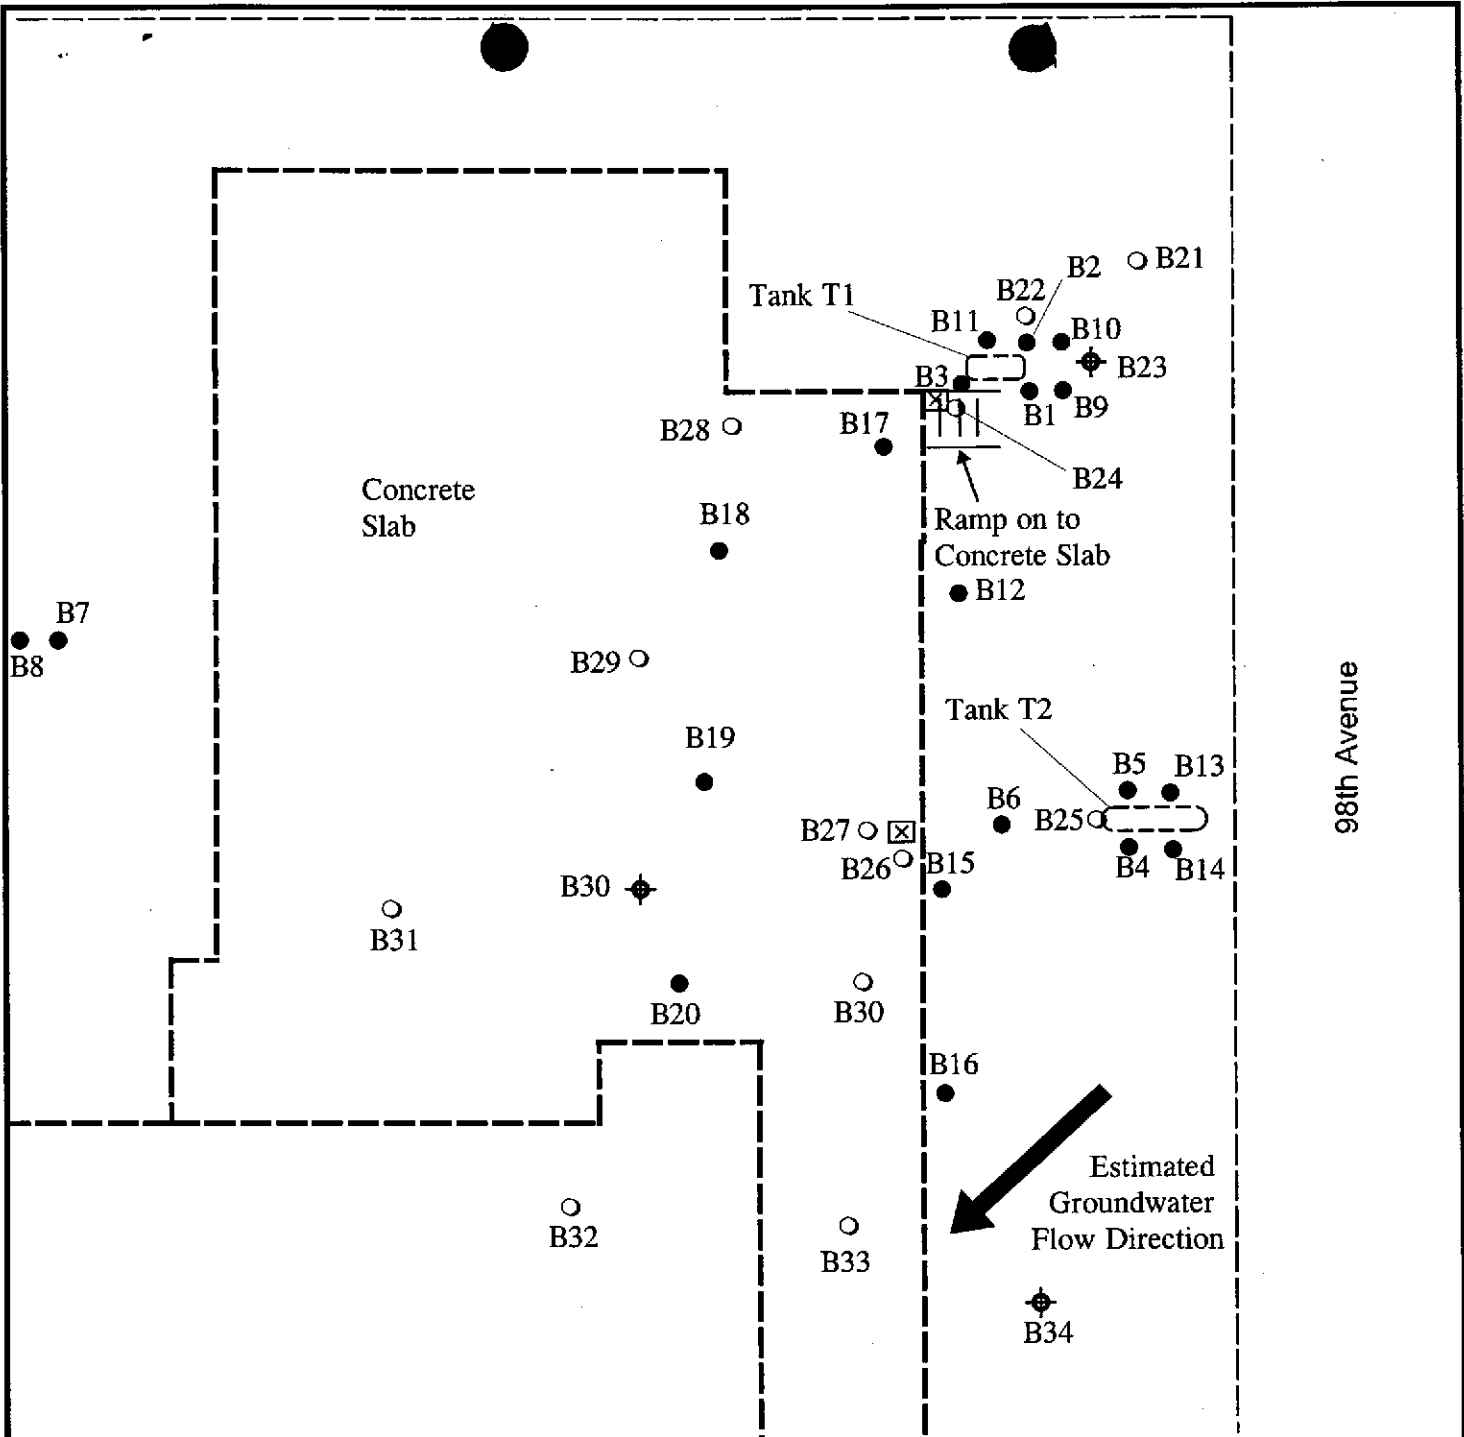 B21
B2
B22
Tank T1
B11
B10
B23
B3
B1
B9
B28
B17
B24
Concrete
Slab
B18
Ramp on to
Concrete Slab
B12
B7
B8
B29
98th Avenue
Tank T2
B19
B5
B13
B6
B25
B27
B26
B15
B4
B14
B30
B31
B20
B30
B16
Estimated
Groundwater
Flow Direction
B32
B33
B34